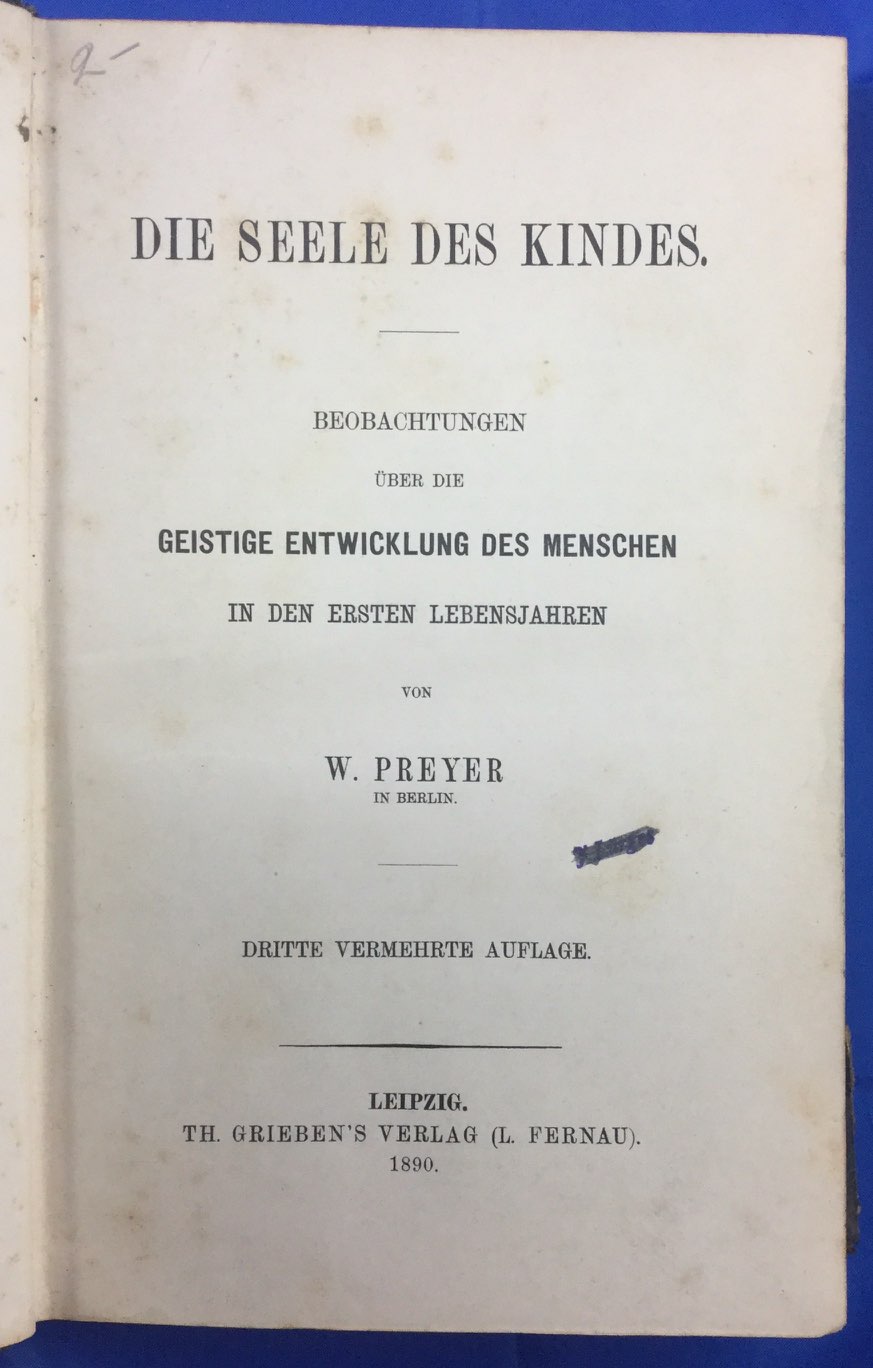 DIE SEELE DES KINDES.
BEOBACHTUNGEN
ÜBER DIE
GEISTIGE ENTWICKLUNG DES MENSCHEN
IN DEN ERSTEN LEBENSJAHREN
VON
W. PREYER
IN BERLIN.
DRITTE VERMEHRTE AUFLAGE.
LEIPZIG.
TH. GRIEBEN'S VERLAG (L. FERNAU).
1890.